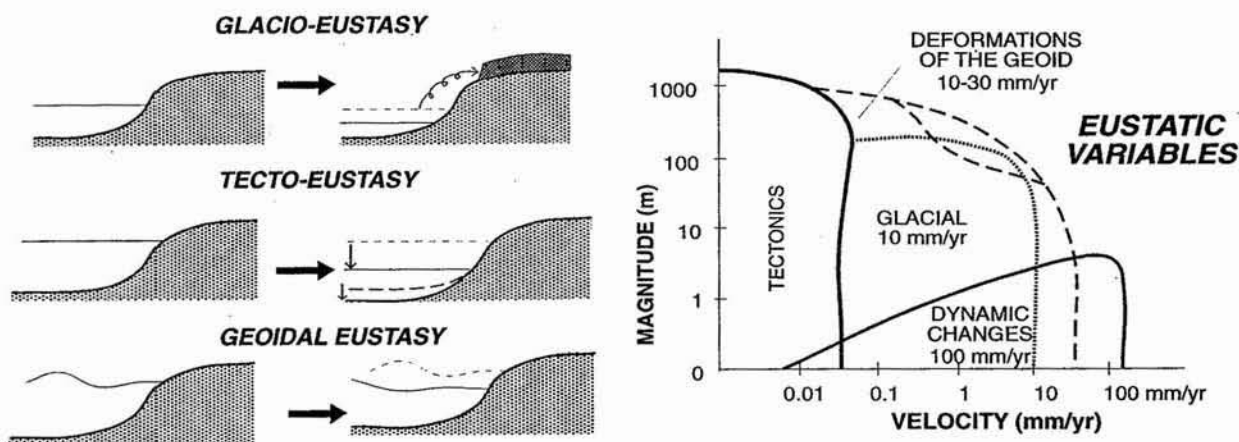 GLACIO-EUSTASY
TECTO-EUSTASY
GEOIDAL EUSTASY
DEFORMATIONS
OF THE GEOID
10-30 mm/yr
EUSTATIC
VARIABLES
MAGNITUDE (m)
1000
100
10
1
0
TECTONICS
GLACIAL
10 mm/yr
DYNAMIC
CHANGES
100 mm/yr
0.01 0.1 1 10 100 mm/yr
VELOCITY (mm/yr)